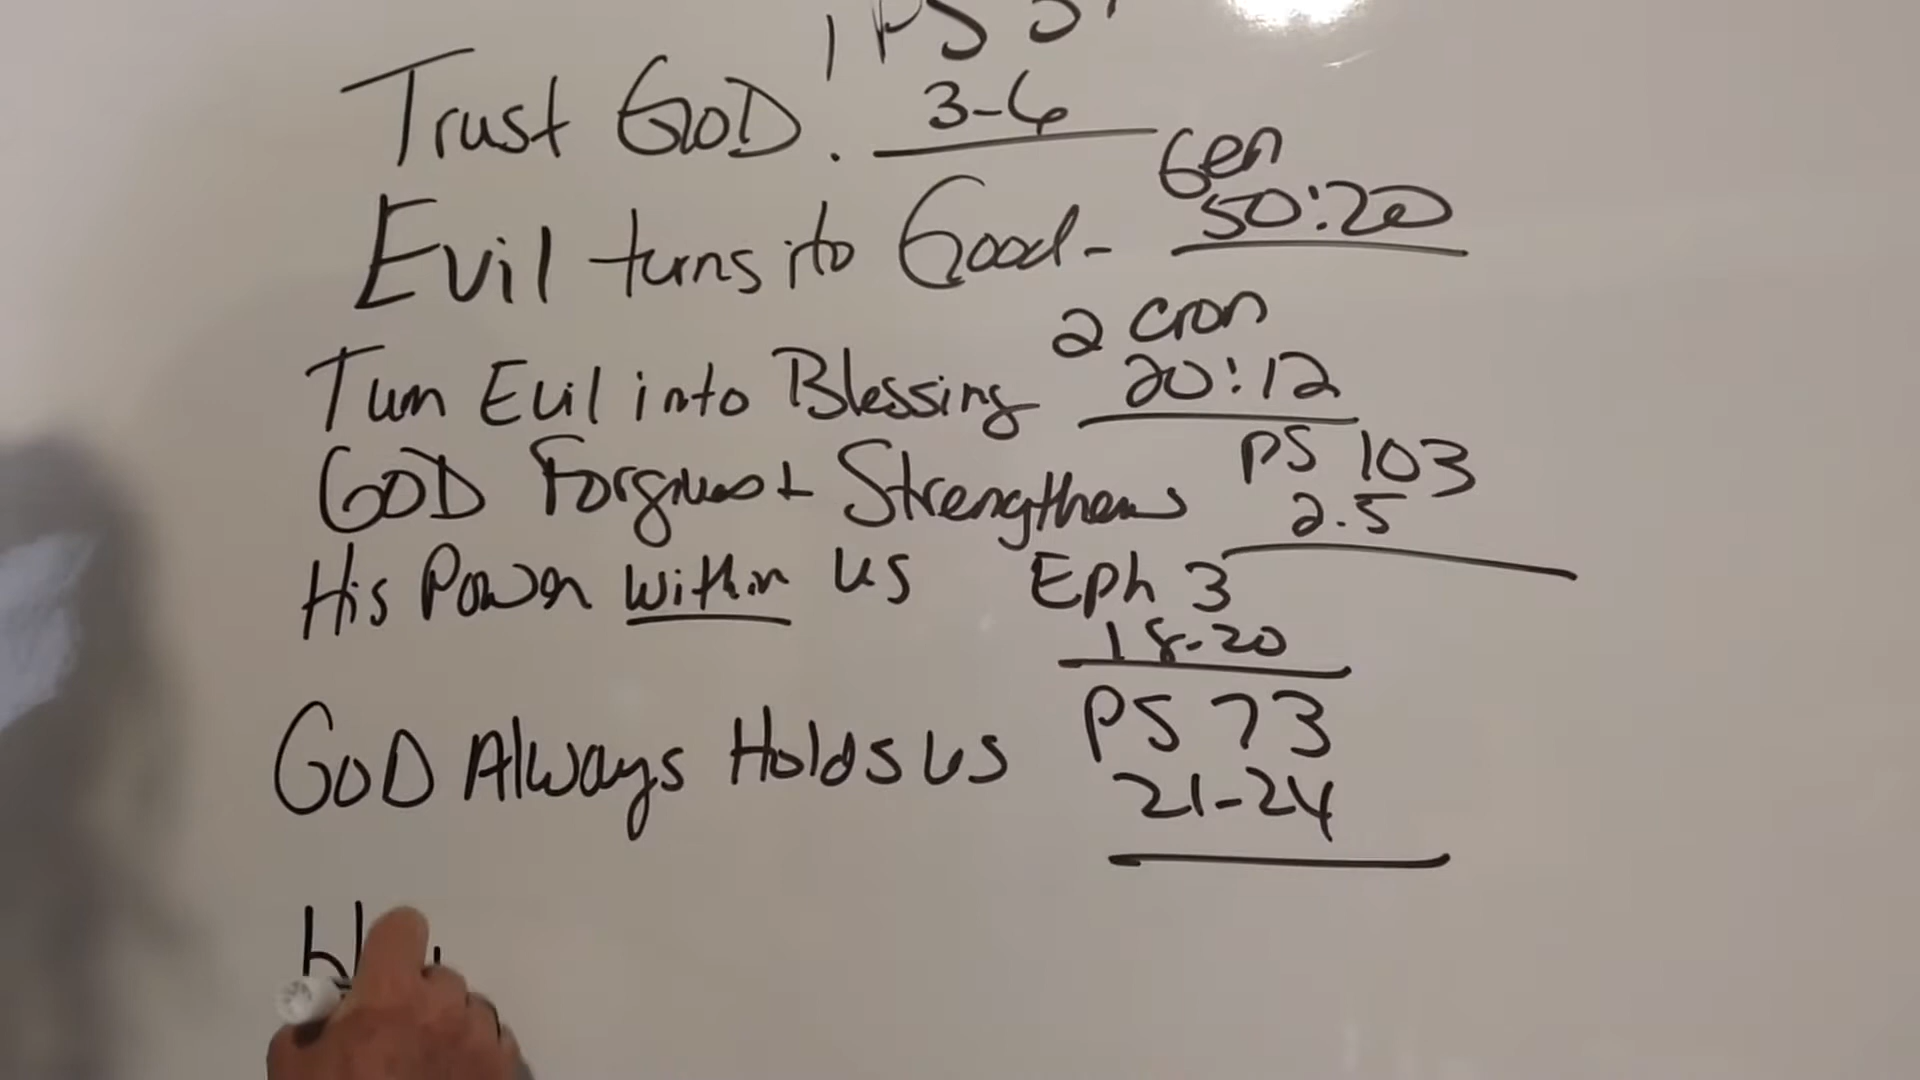 PS
Trust GOD. 3-6
Gen
Evil turns ito Good- 50:20
2 Cron
Turn Evil into Blessing 20:12
GOD Forgives + Strengthens PS 103
2.5
His Power within us Eph 3
18-20
GOD Always Holds us PS 73
21-24